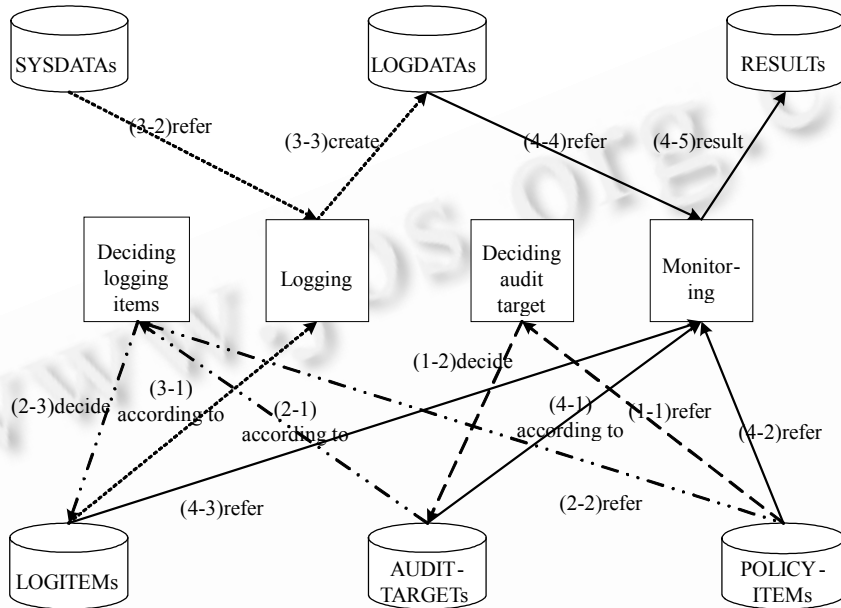 SYSDATAs
LOGDATAs
RESULTs
(3-2)refer
(3-3)create
(4-4)refer
(4-5)result
Deciding
logging
items
Logging
Deciding
audit
target
Monitor-
ing
(2-3)decide
(3-1)
according to
(2-1)
according to
(1-2)decide
(4-1)
according to
(1-1)refer
(4-2)refer
(4-3)refer
(2-2)refer
LOGITEMs
AUDIT-
TARGETs
POLICY-
ITEMs